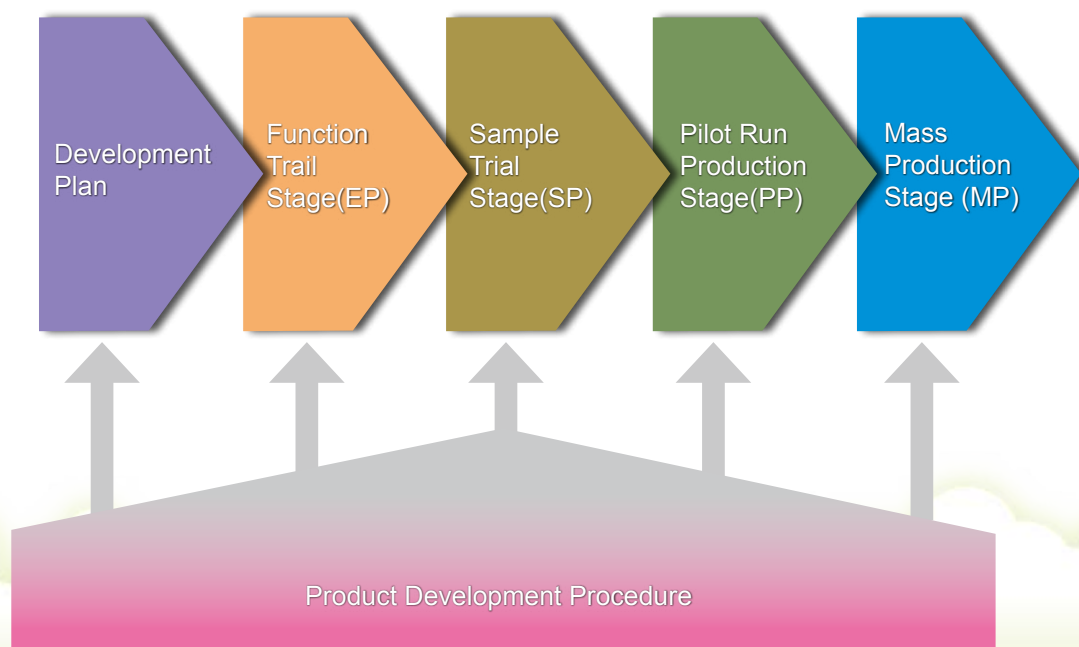 Development
Plan
Function
Trail
Stage(EP)
Sample
Trial
Stage(SP)
Pilot Run
Production
Stage(PP)
Mass
Production
Stage (MP)
Product Development Procedure